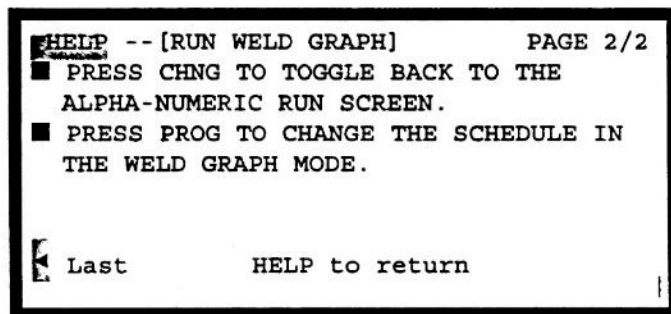 HELP --[RUN WELD GRAPH] PAGE 2/2
■ PRESS CHNG TO TOGGLE BACK TO THE
ALPHA-NUMERIC RUN SCREEN.
■ PRESS PROG TO CHANGE THE SCHEDULE IN
THE WELD GRAPH MODE.
◄ Last HELP to return